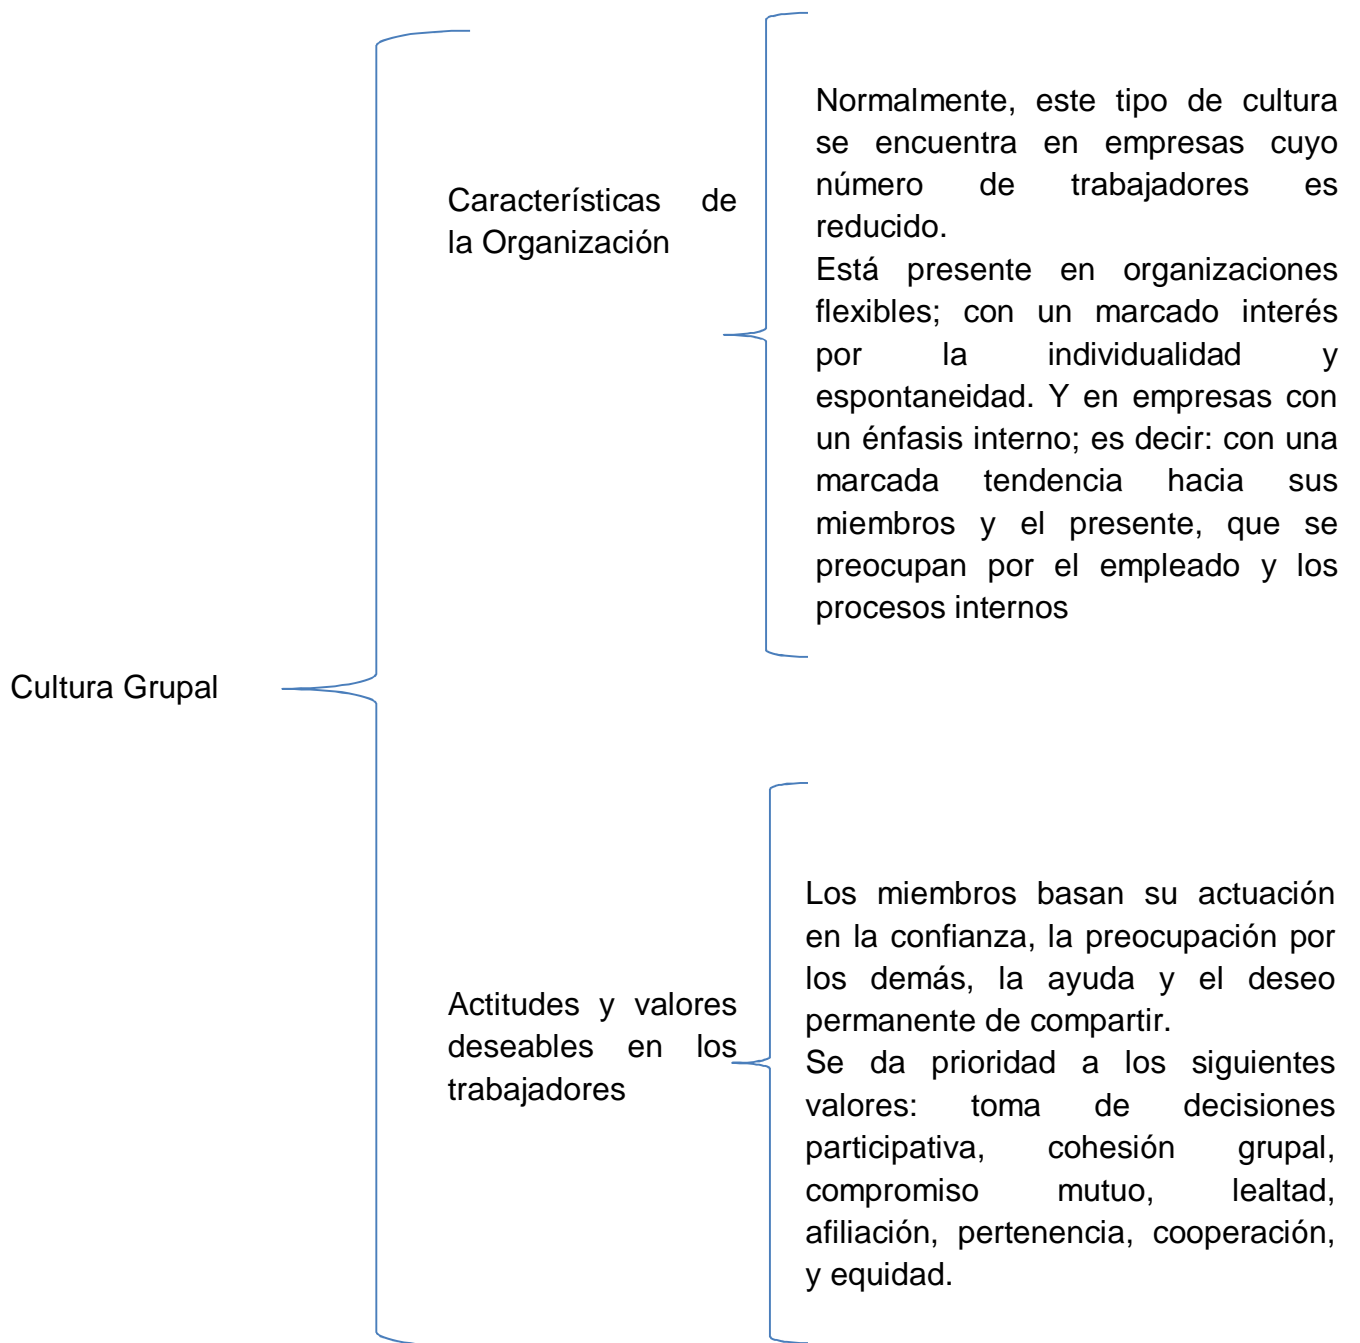 Cultura Grupal
Características de
la Organización
Normalmente, este tipo de cultura
se encuentra en empresas cuyo
número de trabajadores es
reducido.
Está presente en organizaciones
flexibles; con un marcado interés
por la individualidad y
espontaneidad. Y en empresas con
un énfasis interno; es decir: con una
marcada tendencia hacia sus
miembros y el presente, que se
preocupan por el empleado y los
procesos internos
Actitudes y valores
deseables en los
trabajadores
Los miembros basan su actuación
en la confianza, la preocupación por
los demás, la ayuda y el deseo
permanente de compartir.
Se da prioridad a los siguientes
valores: toma de decisiones
participativa, cohesión grupal,
compromiso mutuo, lealtad,
afiliación, pertenencia, cooperación,
y equidad.